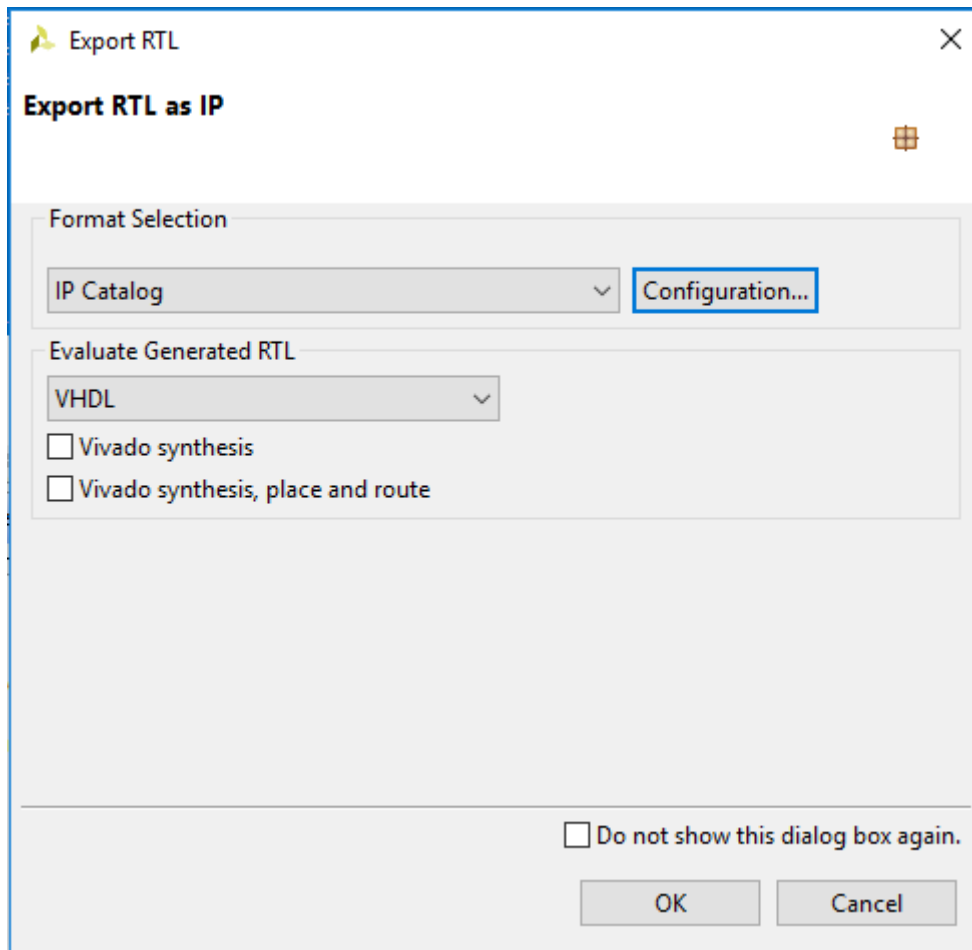 Export RTL
Export RTL as IP
Format Selection
IP Catalog
Configuration...
Evaluate Generated RTL
VHDL
Vivado synthesis
Vivado synthesis, place and route
Do not show this dialog box again.
OK
Cancel